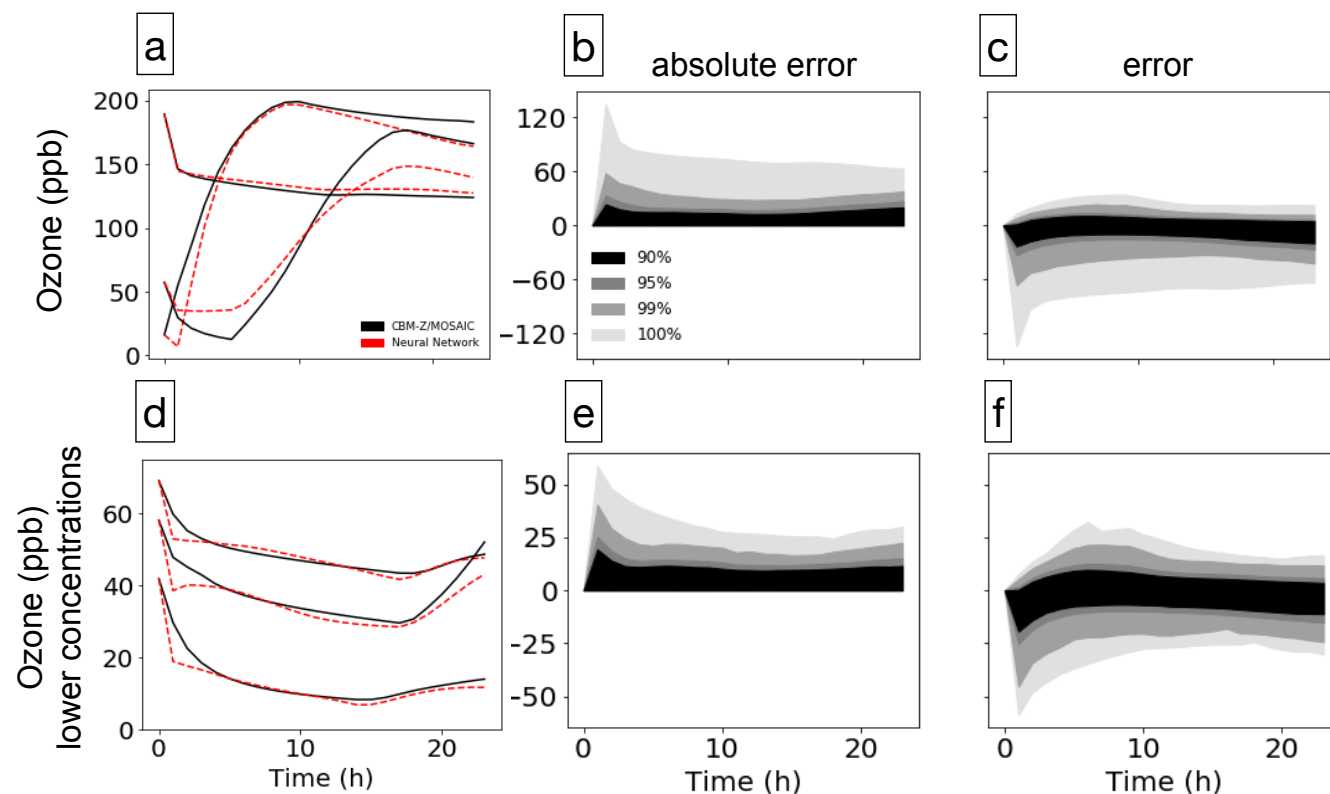 a
b
absolute error
c
error
Ozone (ppb)
200
150
100
50
0
CBM-Z/MOSAIC
Neural Network
120
60
0
−60
−120
90%
95%
99%
100%
d
e
f
Ozone (ppb)
lower concentrations
60
40
20
0
0
10
20
Time (h)
50
25
0
−25
−50
0
10
20
Time (h)
0
10
20
Time (h)